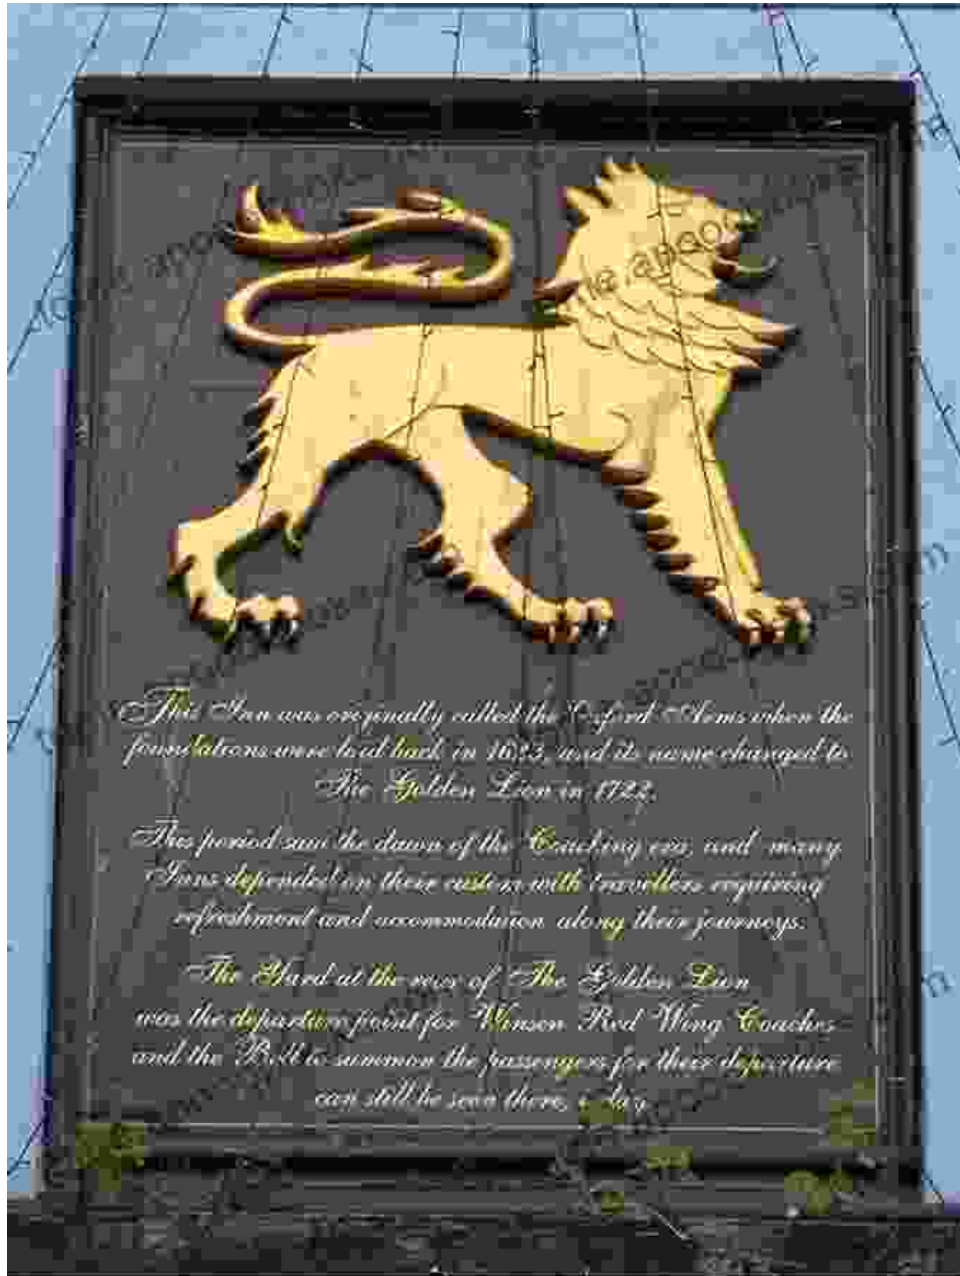 This Inn was originally called the Oxford Arms when the
foundations were laid back in 1623, and its name changed to
The Golden Lion in 1722.
This period saw the dawn of the Coaching era, and many
Inns depended on their custom with travellers requiring
refreshment and accommodation along their journeys.
The Yard at the rear of The Golden Lion
was the departure point for Winsen Red Wing Coaches
and the Bell to summon the passengers for their departure
can still be seen there, today.